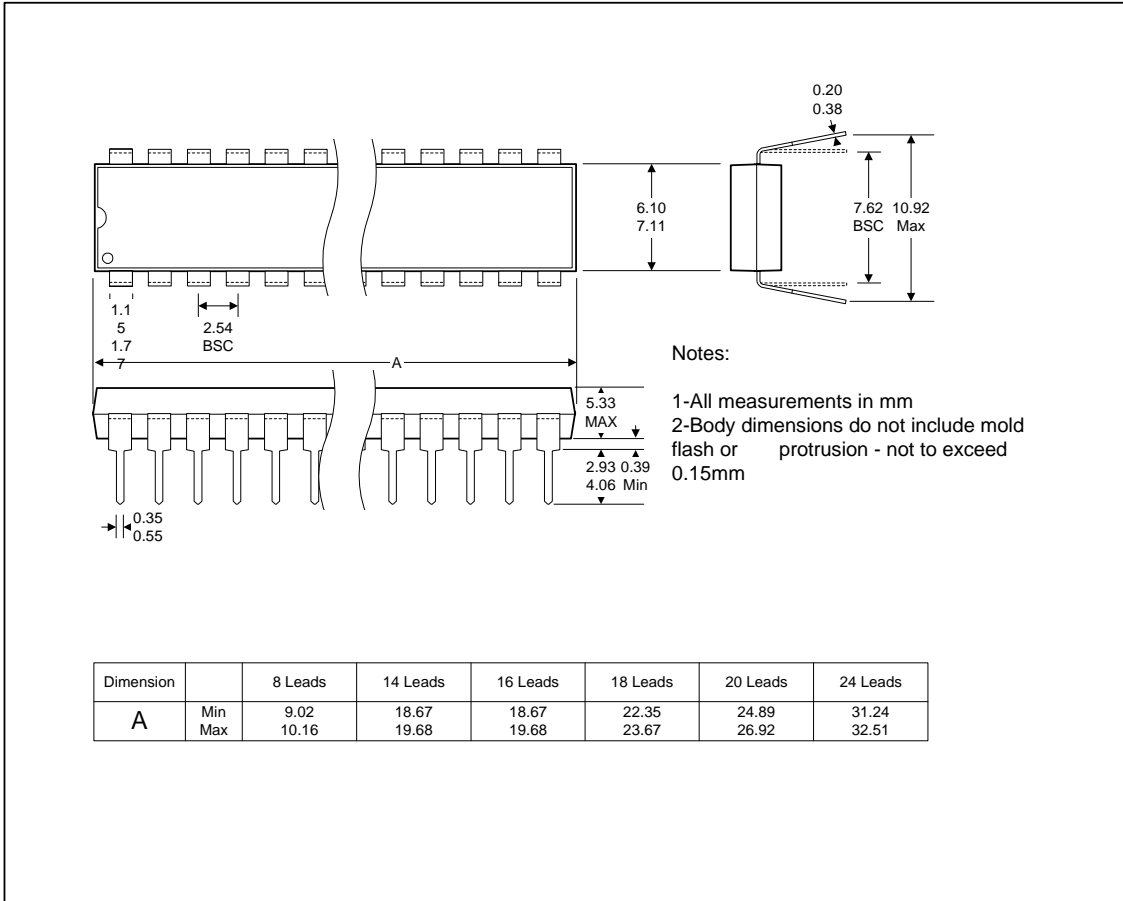 0.20
0.38
6.10
7.11
7.62
BSC
10.92
Max
1.1
5
1.7
7
2.54
BSC
A
Notes:
1-All measurements in mm
2-Body dimensions do not include mold
flash or protrusion - not to exceed
0.15mm
5.33
MAX
2.93
4.06
0.39
Min
0.35
0.55
Dimension 8 Leads 14 Leads 16 Leads 18 Leads 20 Leads 24 Leads
A
Min 9.02 18.67 18.67 22.35 24.89 31.24
Max 10.16 19.68 19.68 23.67 26.92 32.51